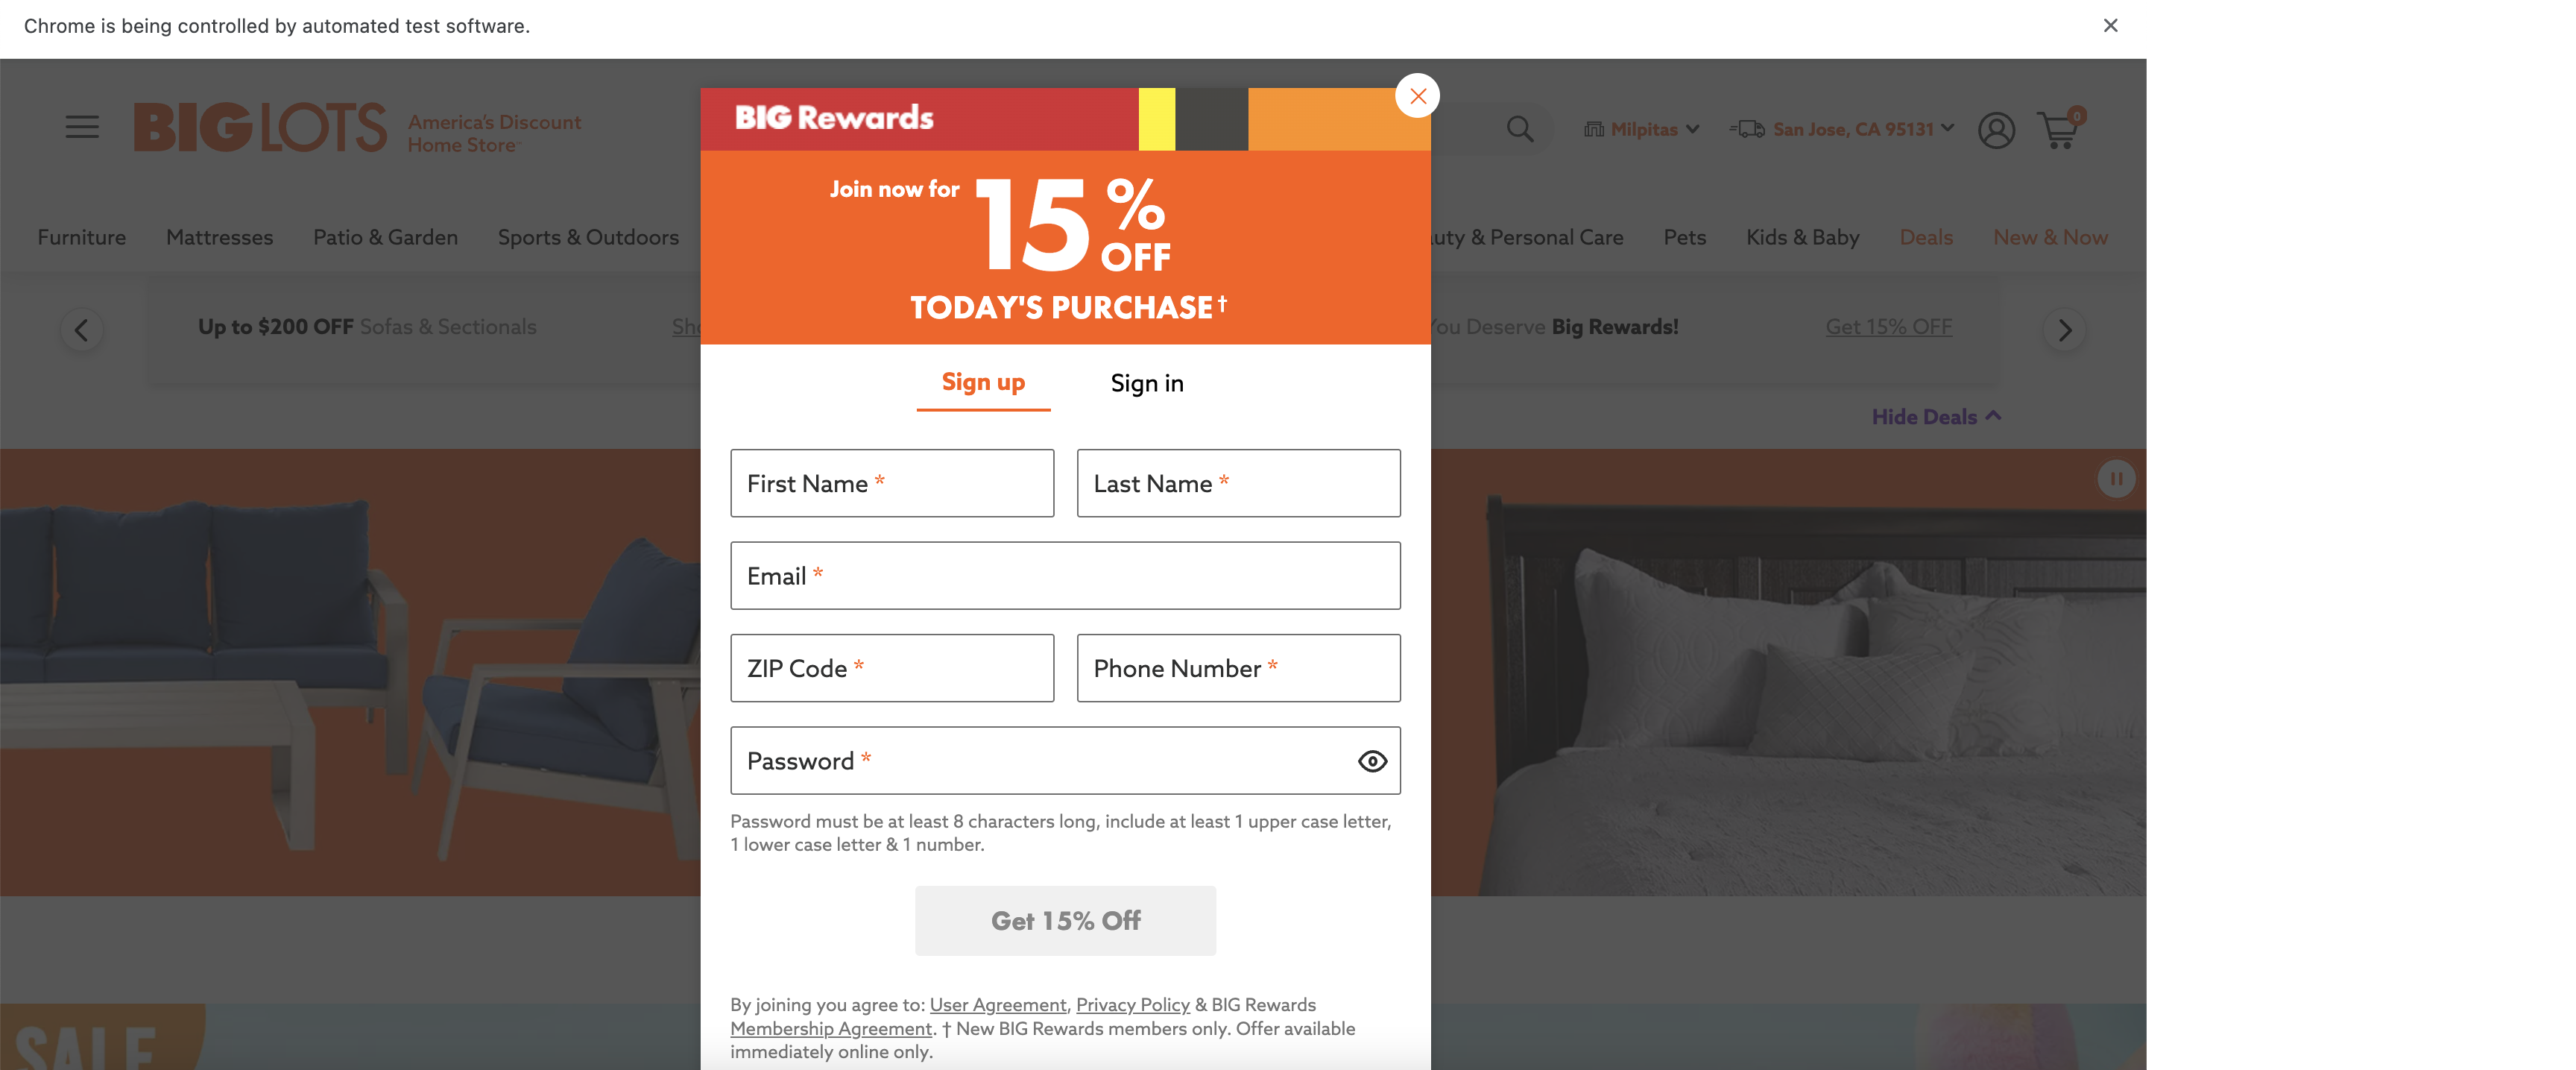 Chrome is being controlled by automated test software.
BIG LOTS America's Discount
Home Store
BIG Rewards
Milpitas
San Jose, CA 95131
0
Join now for 15% OFF
TODAY'S PURCHASE†
Furniture Mattresses Patio & Garden Sports & Outdoors
& Personal Care Pets Kids & Baby Deals New & Now
Up to $200 OFF Sofas & Sectionals
You Deserve Big Rewards! Get 15% OFF
Hide Deals
Sign up Sign in
First Name * Last Name *
Email *
ZIP Code * Phone Number *
Password *
Password must be at least 8 characters long, include at least 1 upper case letter,
1 lower case letter & 1 number.
Get 15% Off
By joining you agree to: User Agreement, Privacy Policy & BIG Rewards
Membership Agreement. † New BIG Rewards members only. Offer available
immediately online only.
SALE